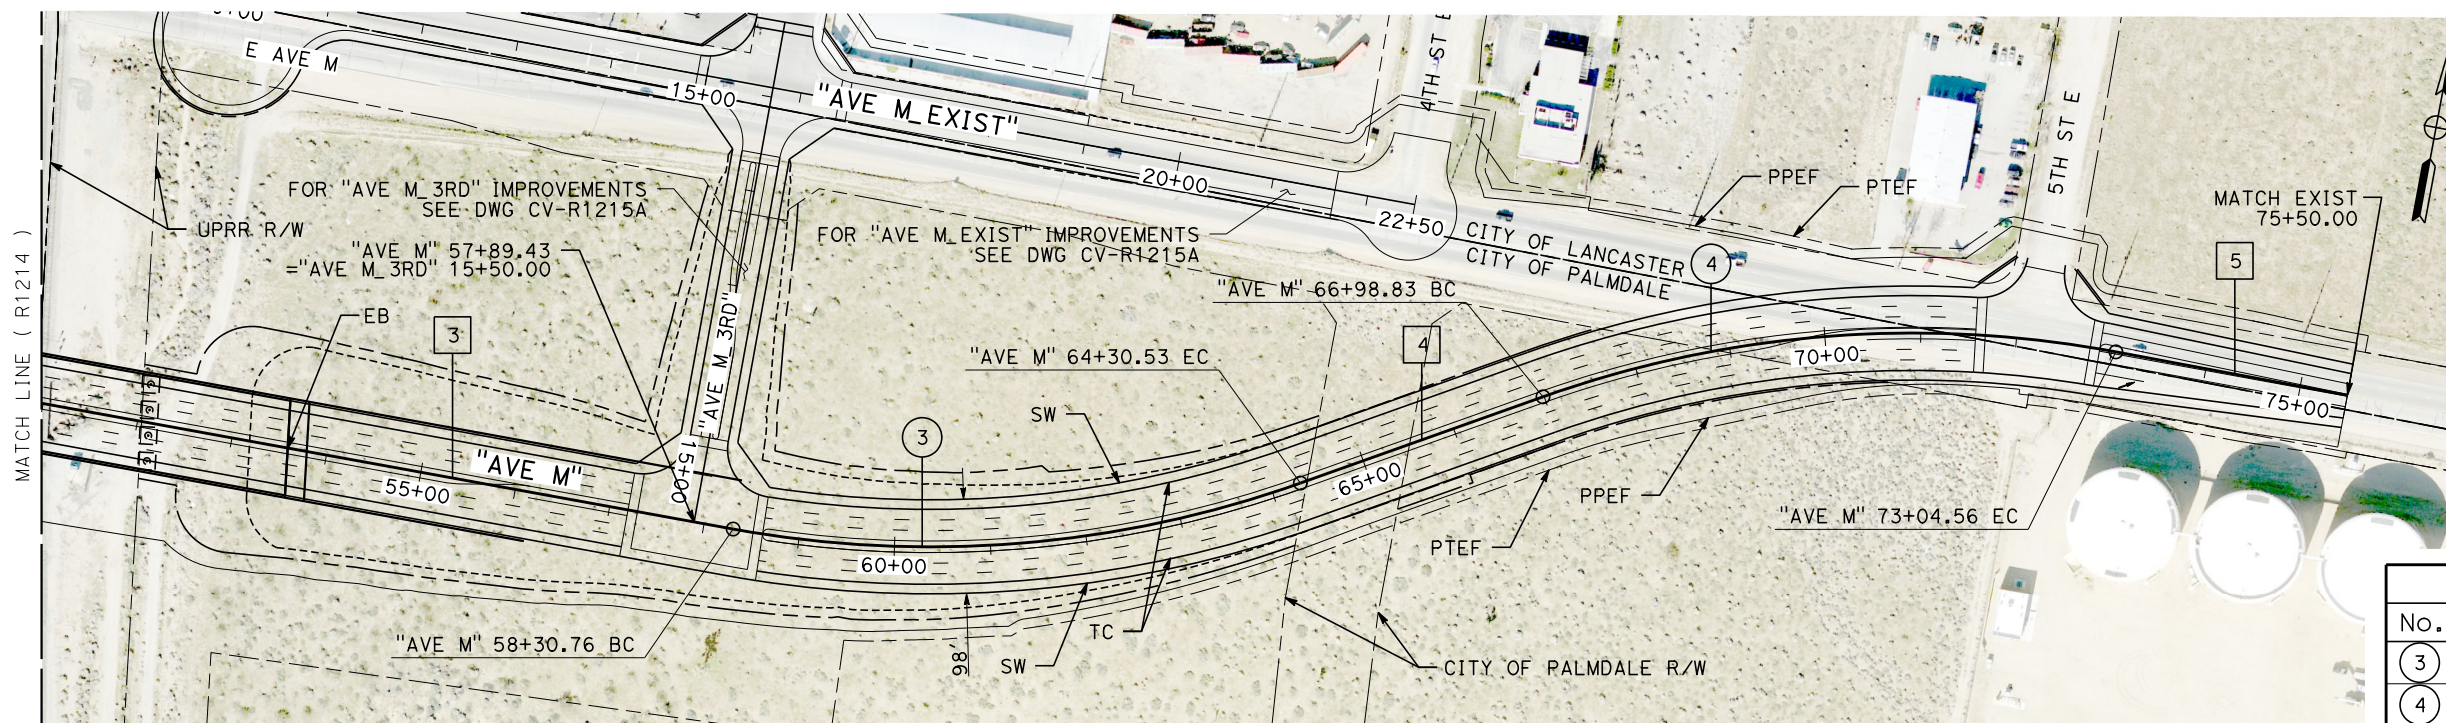 E AVE M
15+00
"AVE M_EXIST"
4TH ST E
5TH ST E
PPEF
PTEF
MATCH EXIST
75+50.00
20+00
22+50
CITY OF LANCASTER
CITY OF PALMDALE
4
5
FOR "AVE M_3RD" IMPROVEMENTS
SEE DWG CV-R1215A
UPRR R/W
"AVE M" 57+89.43
="AVE M_3RD" 15+50.00
FOR "AVE M_EXIST" IMPROVEMENTS
SEE DWG CV-R1215A
MATCH LINE ( R1214 )
EB
3
"AVE M_3RD"
"AVE M" 66+98.83 BC
4
"AVE M" 64+30.53 EC
70+00
75+00
SW
3
"AVE M"
55+00
15+00
65+00
60+00
PPEF
PTEF
"AVE M" 73+04.56 EC
"AVE M" 58+30.76 BC
98'
SW
TC
CITY OF PALMDALE R/W
No.
3
4